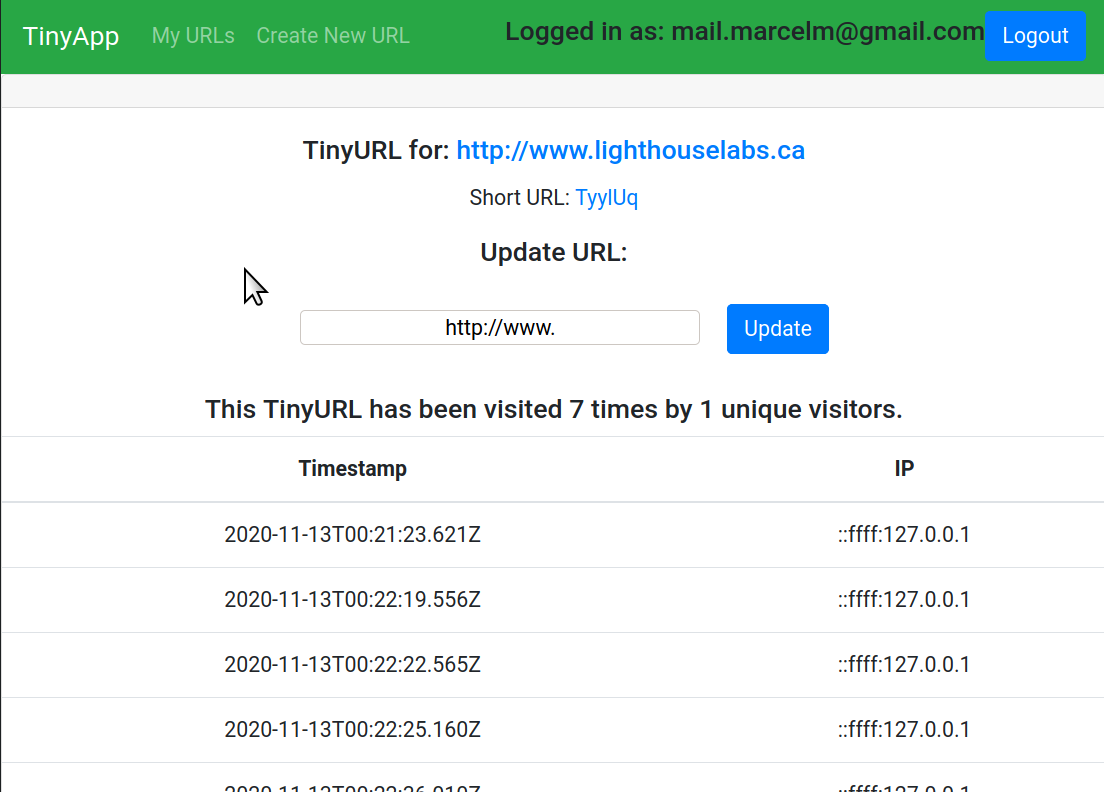 TinyApp My URLs Create New URL Logged in as: mail.marcelm@gmail.com Logout
TinyURL for: http://www.lighthouselabs.ca
Short URL: TyylUq
Update URL:
http://www. Update
This TinyURL has been visited 7 times by 1 unique visitors.
Timestamp IP
2020-11-13T00:21:23.621Z ::ffff:127.0.0.1
2020-11-13T00:22:19.556Z ::ffff:127.0.0.1
2020-11-13T00:22:22.565Z ::ffff:127.0.0.1
2020-11-13T00:22:25.160Z ::ffff:127.0.0.1